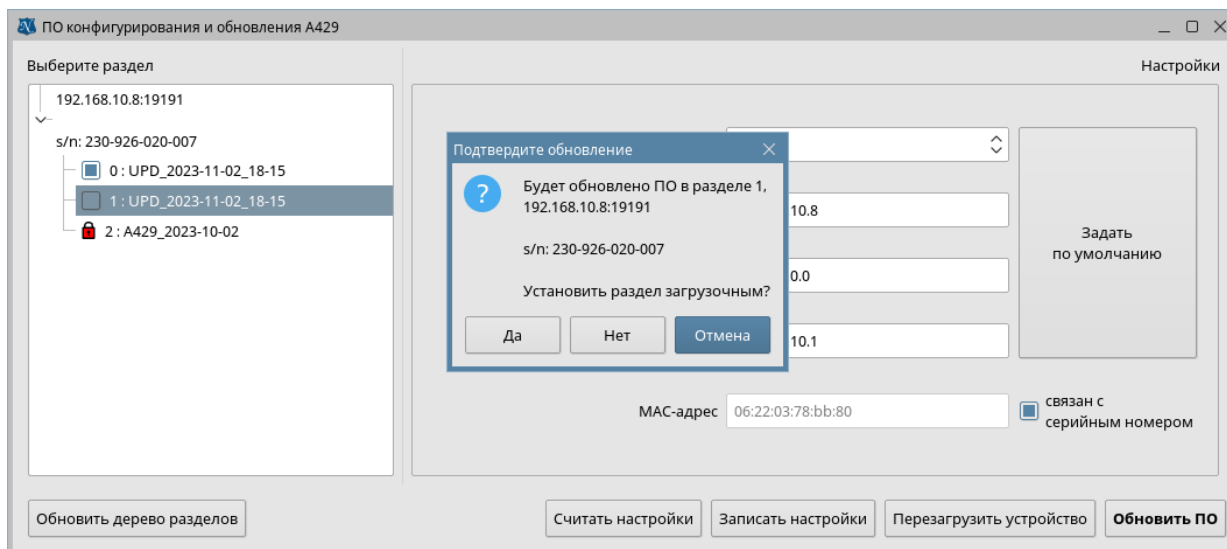 ПО конфигурирования и обновления А429
Выберите раздел
Настройки
192.168.10.8:19191
s/n: 230-926-020-007
0 : UPD_2023-11-02_18-15
1 : UPD_2023-11-02_18-15
2 : A429_2023-10-02
Подтвердите обновление
Будет обновлено ПО в разделе 1,
192.168.10.8:19191
s/n: 230-926-020-007
Установить раздел загрузочным?
Да
Нет
Отмена
10.8
0.0
10.1
Задать
по умолчанию
МАС-адрес
06:22:03:78:bb:80
связан с
серийным номером
Обновить дерево разделов
Считать настройки
Записать настройки
Перезагрузить устройство
Обновить ПО